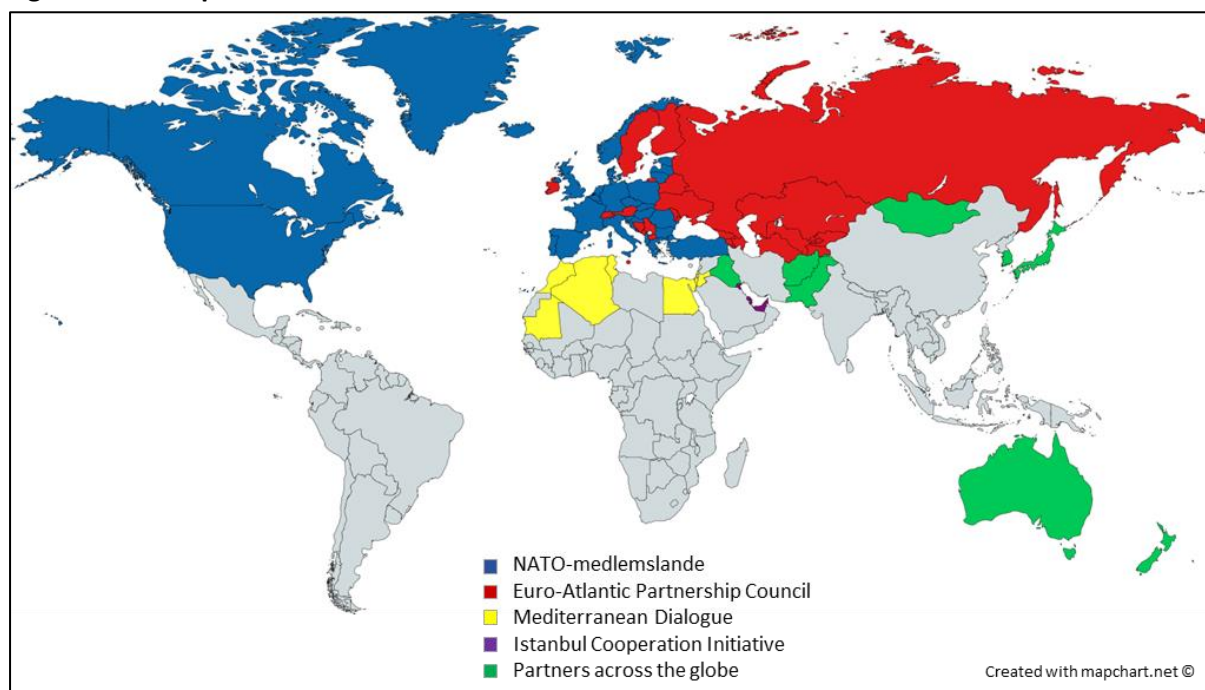 NATO-medlemslande
Euro-Atlantic Partnership Council
Mediterranean Dialogue
Istanbul Cooperation Initiative
Partners across the globe
Created with mapchart.net ©